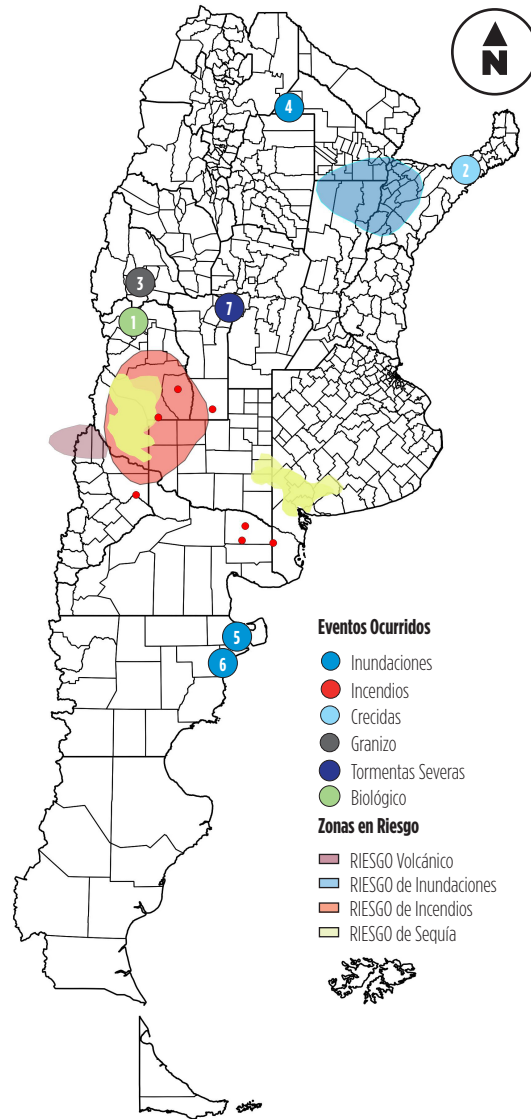 N
4
2
3
7
1
5
6
Eventos Ocurridos
Inundaciones
Incendios
Crecidas
Granizo
Tormentas Severas
Biológico
Zonas en Riesgo
RIESGO Volcánico
RIESGO de Inundaciones
RIESGO de Incendios
RIESGO de Sequía